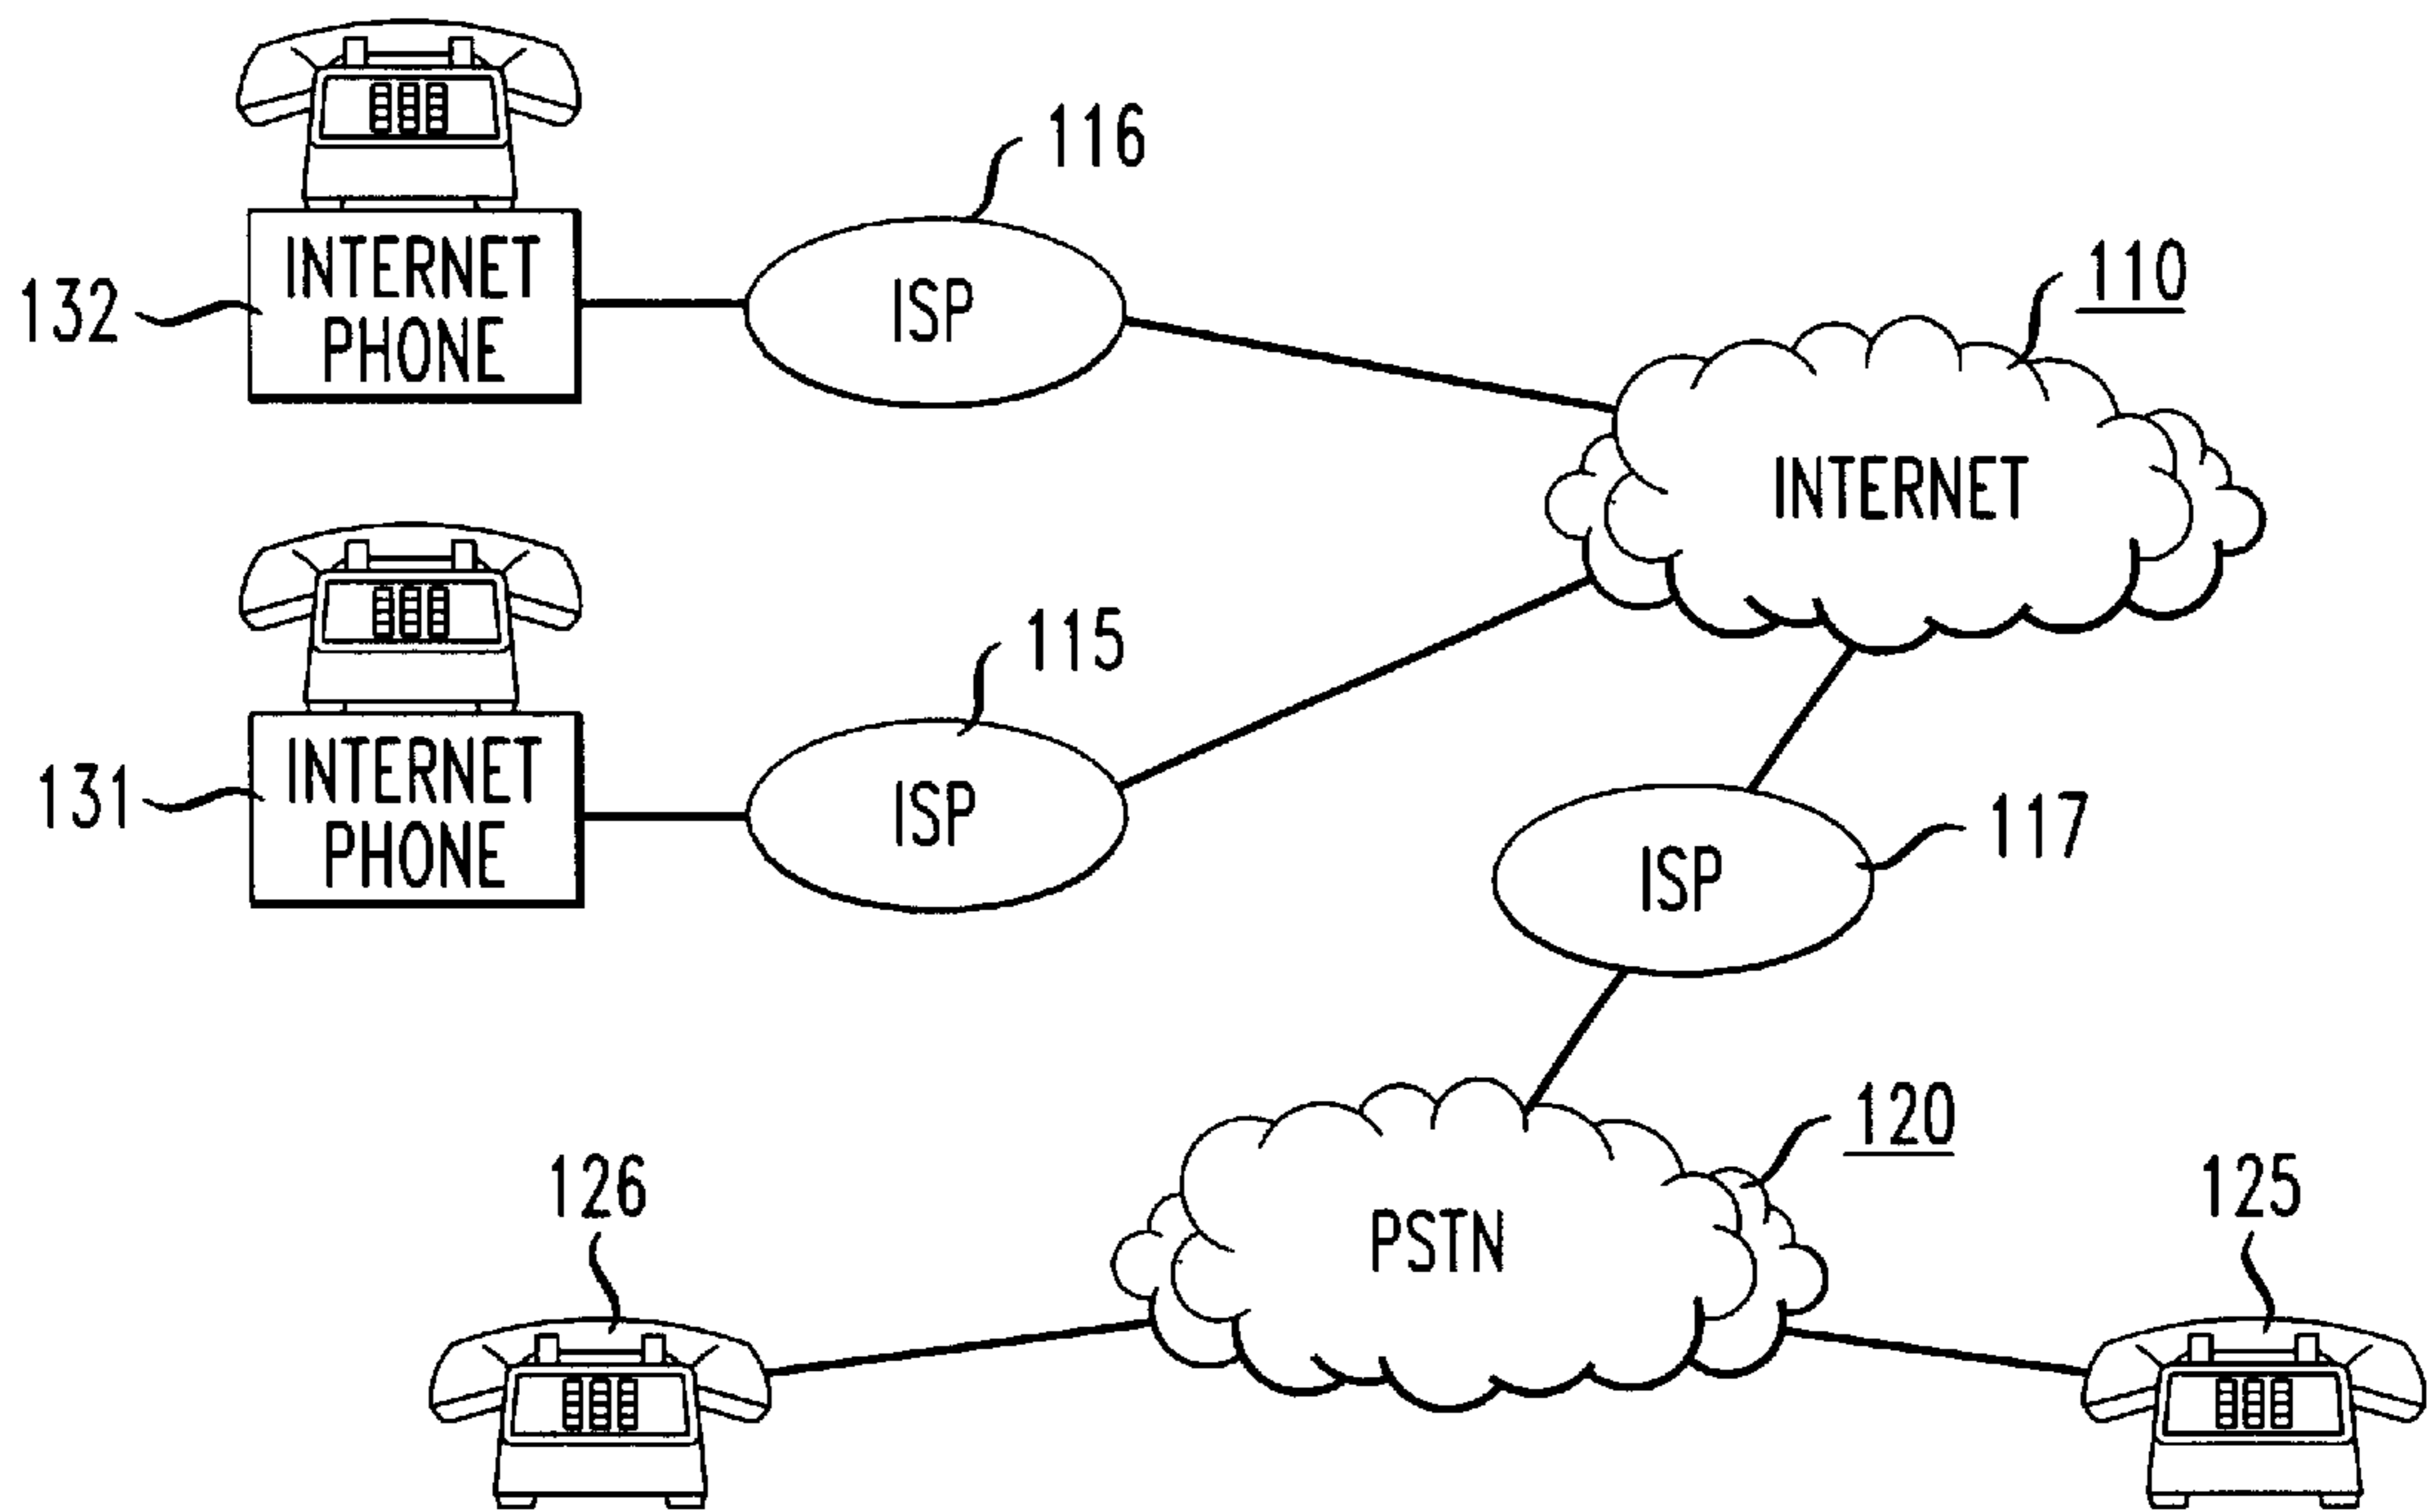 116
110
INTERNET
PHONE
132
ISP
INTERNET
115
INTERNET
PHONE
131
ISP
ISP
117
120
126
125
PSTN